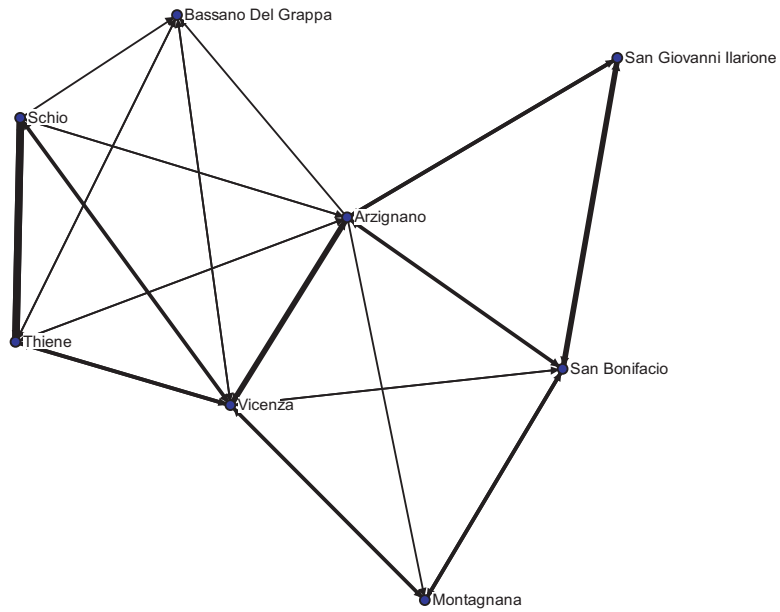 Bassano Del Grappa
San Giovanni Ilarione
Schio
Arzignano
Thiene
San Bonifacio
Vicenza
Montagnana